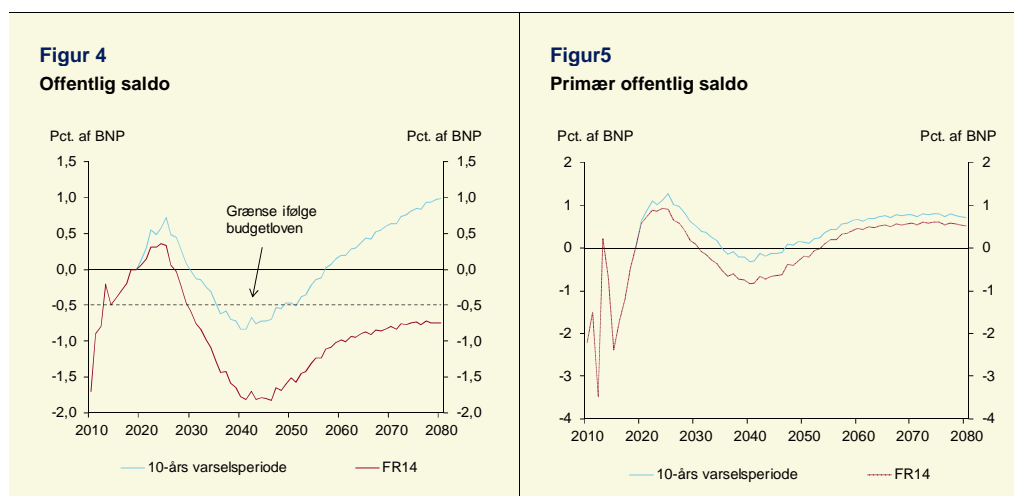 Figur 4
Offentlig saldo
Pct. af BNP Pct. af BNP
1,5 1,5
1,0 1,0
Grænse ifølge
budgetloven
0,5 0,5
0,0 0,0
-0,5 -0,5
-1,0 -1,0
-1,5 -1,5
-2,0 -2,0
2010 2020 2030 2040 2050 2060 2070 2080
10-års varselsperiode FR14
Figur5
Primær offentlig saldo
Pct. af BNP Pct. af BNP
2 2
1 1
0 0
-1 -1
-2 -2
-3 -3
-4 -4
2010 2020 2030 2040 2050 2060 2070 2080
10-års varselsperiode FR14